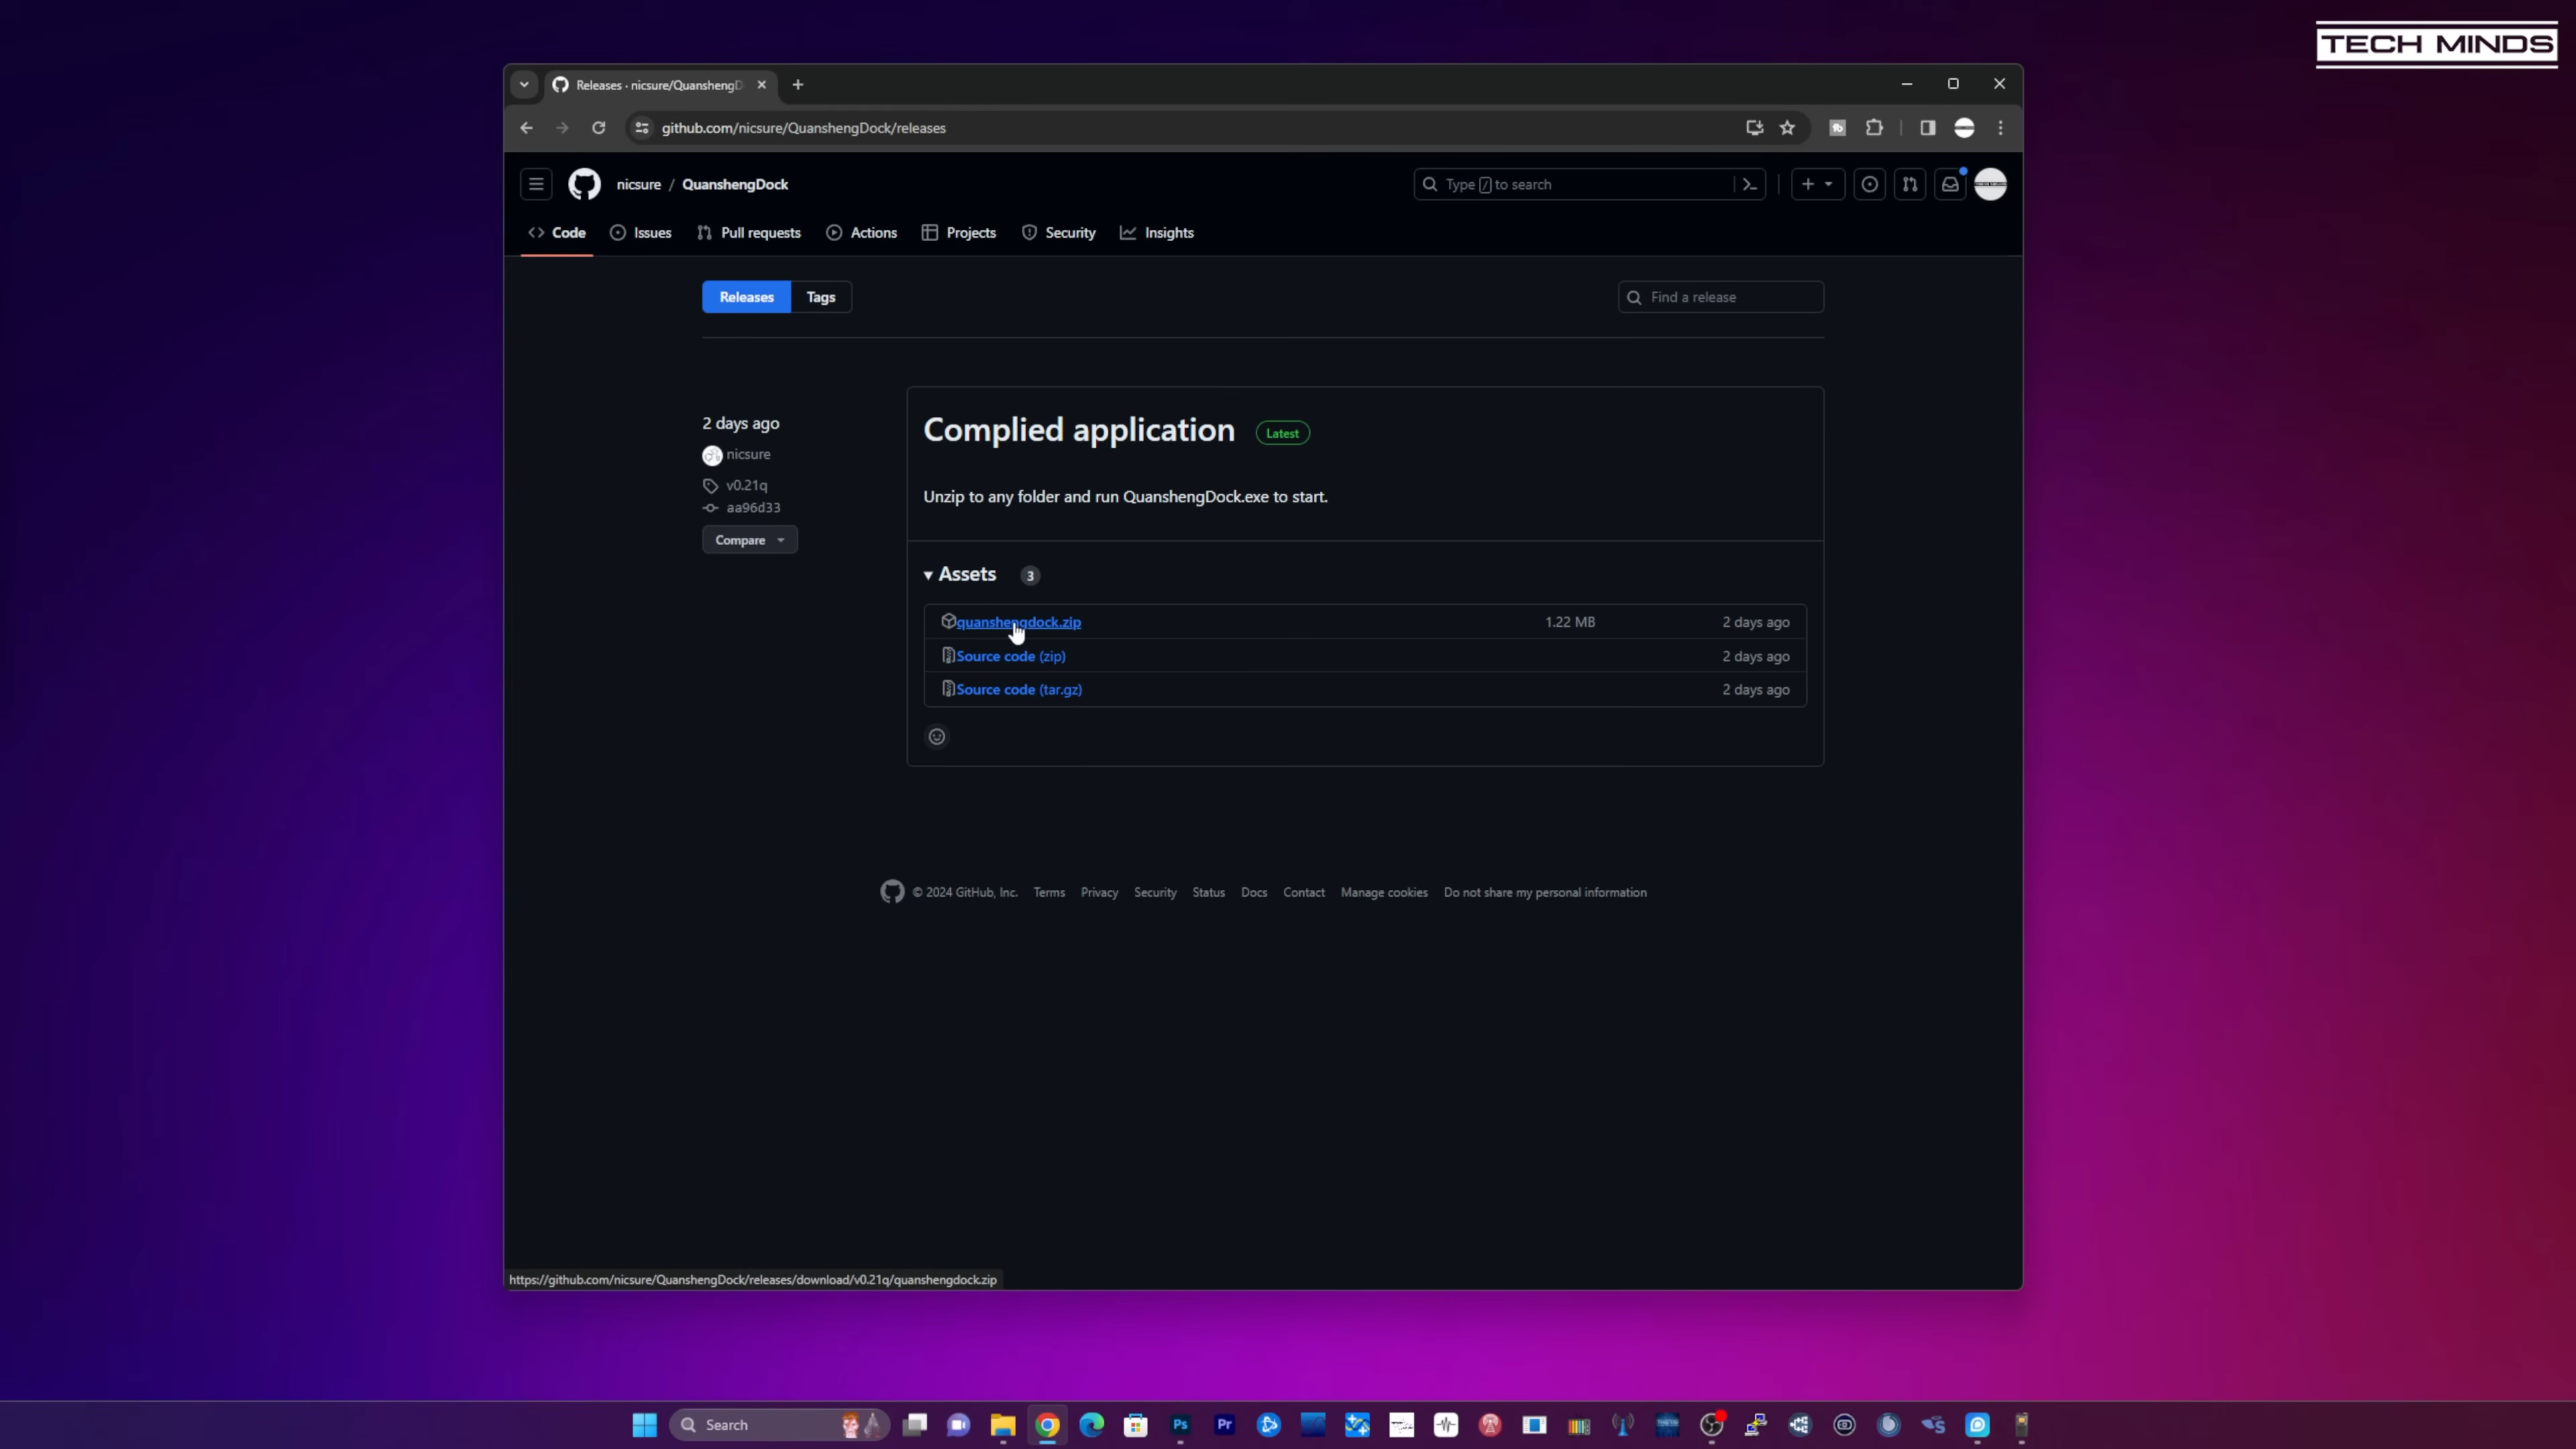 TECH MINDS
Releases · nicsure/QuanshengD
github.com/nicsure/QuanshengDock/releases
nicsure / QuanshengDock
Type / to search
Code Issues Pull requests Actions Projects Security Insights
Releases Tags
Find a release
2 days ago
nicsure
v0.21q
aa96d33
Compare
Complied application Latest
Unzip to any folder and run QuanshengDock.exe to start.
Assets 3
quanshengdock.zip 1.22 MB 2 days ago
Source code (zip) 2 days ago
Source code (tar.gz) 2 days ago
© 2024 GitHub, Inc. Terms Privacy Security Status Docs Contact Manage cookies Do not share my personal information
https://github.com/nicsure/QuanshengDock/releases/download/v0.21q/quanshengdock.zip
Search
Ps
Pr